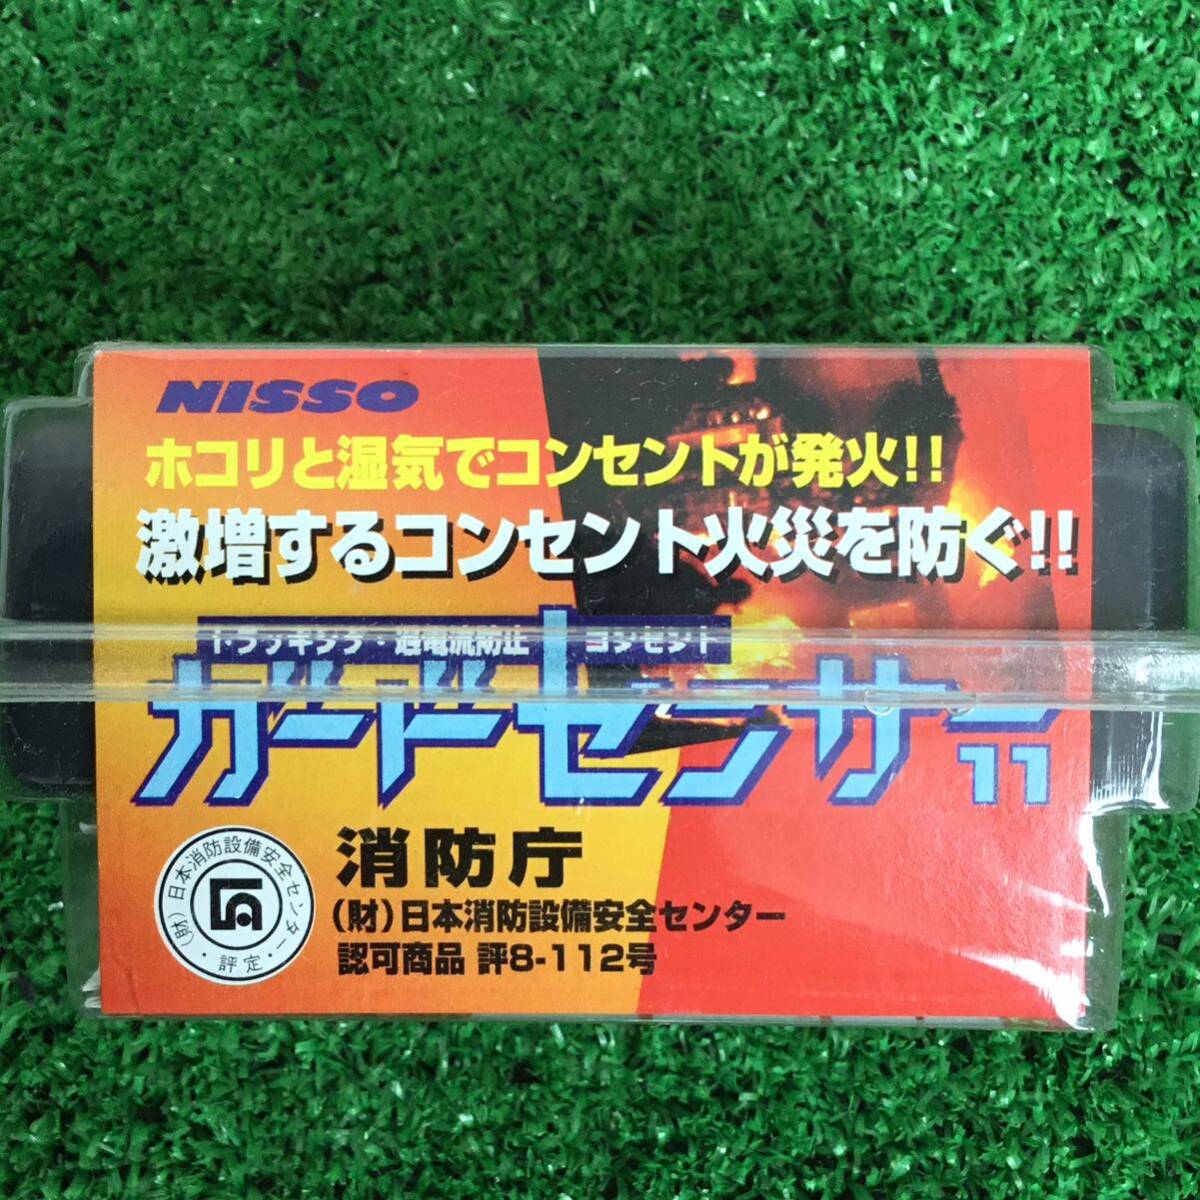 NISSO
ホコリと湿気でコンセントが発火!!
激増するコンセント火災を防ぐ!!
トラッキング・過電流防止 コンセント
ガードセンサー11
消防庁
(財)日本消防設備安全センター
認可商品 評8-112号
(財)日本消防設備安全センター・評定・